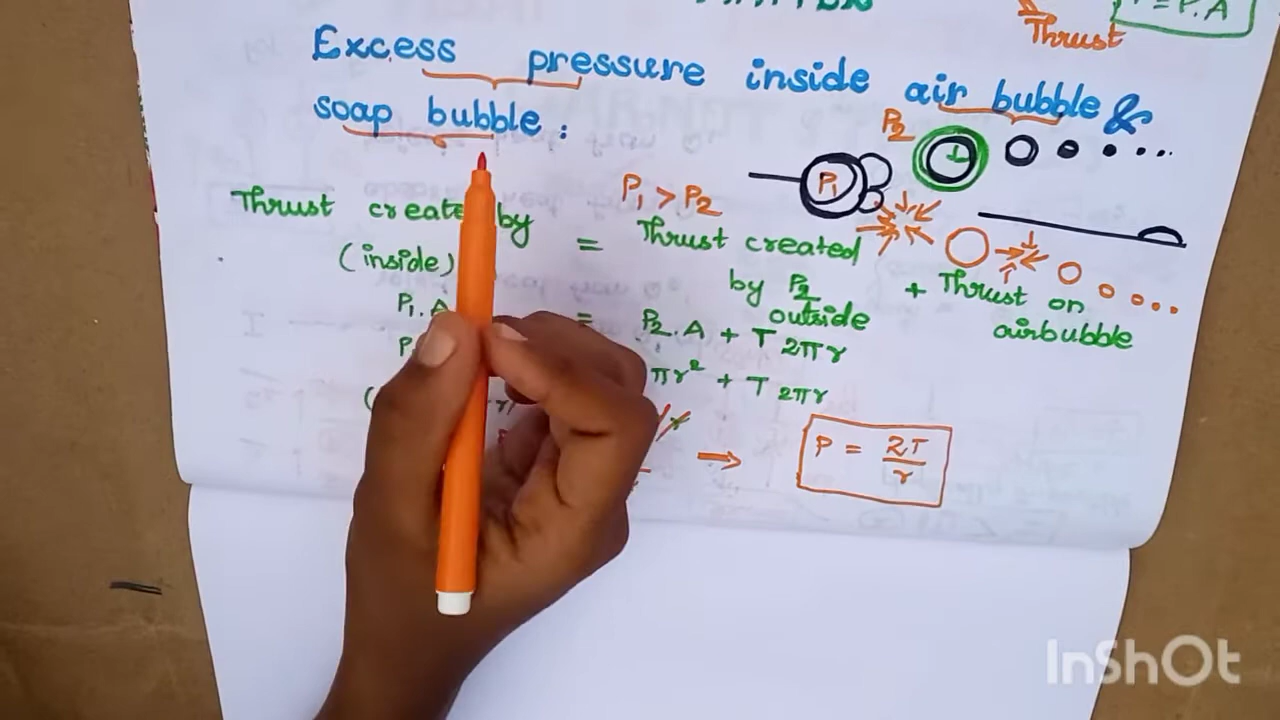 F = P.A
Thrust
Excess pressure inside air bubble &
soap bubble :
P2
P1
P1 > P2
Thrust created by = Thrust created
(inside) by P2 + Thrust on
outside airbubble
P1.A = P2.A + T 2πr
πr² + T 2πr
P = 2T/r
InShOt